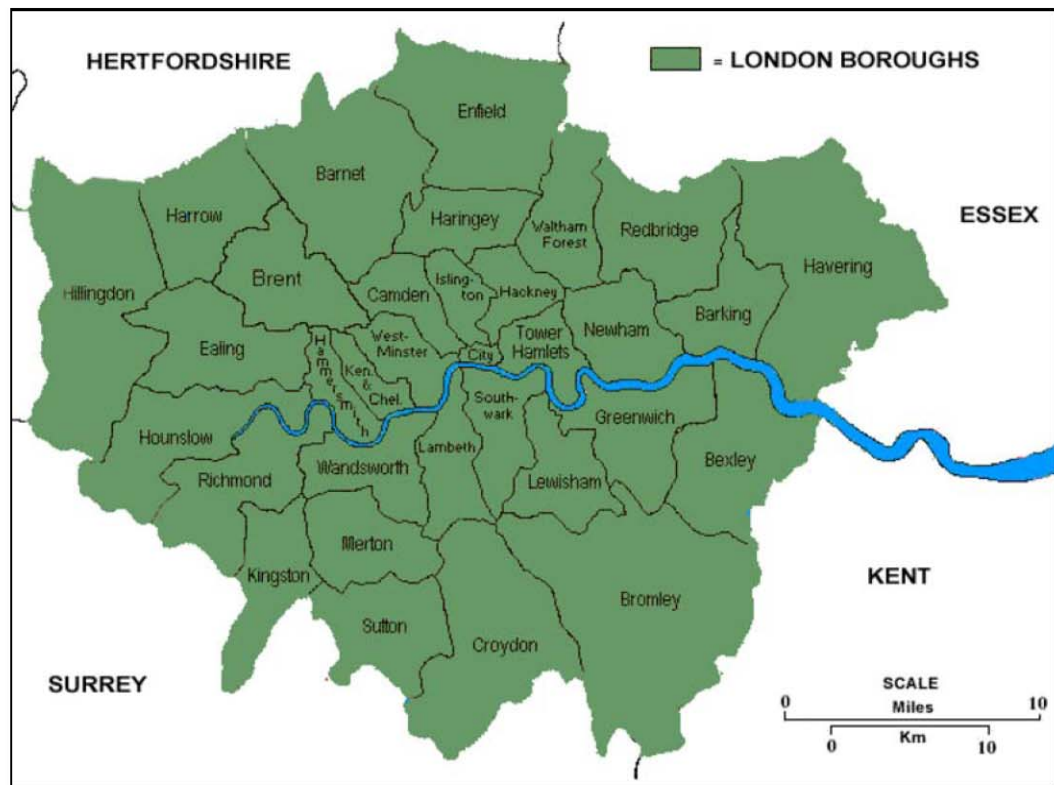 HERTFORDSHIRE
= LONDON BOROUGHS
Enfield
Barnet
Harrow
Haringey
Waltham
Forest
Redbridge
ESSEX
Havering
Hillingdon
Brent
Camden
Isling-
ton
Hackney
Newham
Barking
Ealing
Hammersmith
Ken.
&
Chel.
West-
Minster
City
Tower
Hamlets
Hounslow
Richmond
Wandsworth
Lambeth
South-
wark
Greenwich
Lewisham
Bexley
Merton
Kingston
Sutton
Croydon
Bromley
KENT
SURREY
SCALE
0 Miles 10
0 Km 10